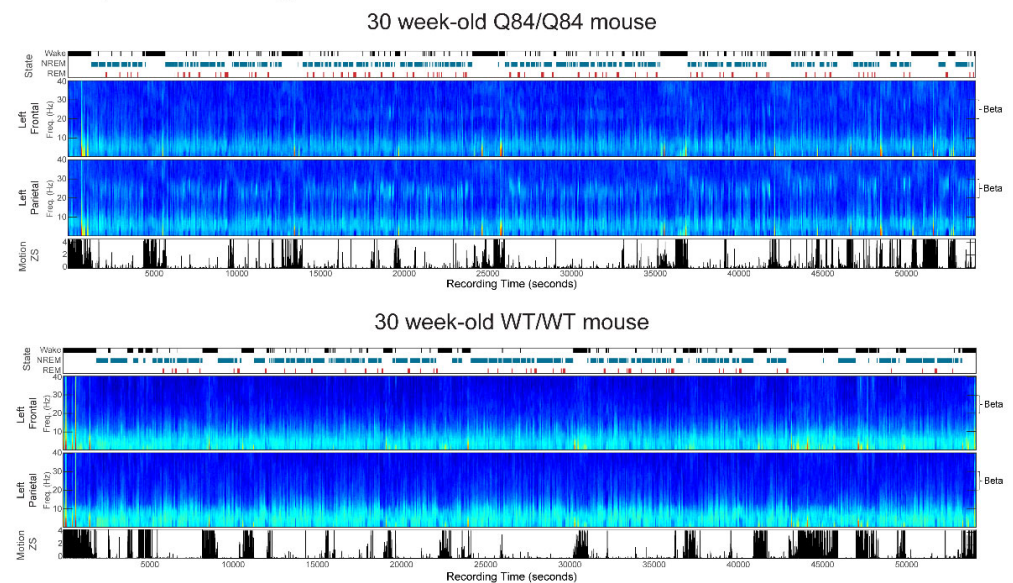 30 week-old Q84/Q84 mouse
State
Wake
NREM
REM
Left
Frontal
Freq. (Hz)
40
30
20
10
Beta
Left
Parietal
Freq. (Hz)
40
30
20
10
Beta
Motion
ZS
4
2
0
5000 10000 15000 20000 25000 30000 35000 40000 45000 50000
Recording Time (seconds)
30 week-old WT/WT mouse
State
Wake
NREM
REM
Left
Frontal
Freq. (Hz)
40
30
20
10
Beta
Left
Parietal
Freq. (Hz)
40
30
20
10
Beta
Motion
ZS
4
2
0
5000 10000 15000 20000 25000 30000 35000 40000 45000 50000
Recording Time (seconds)